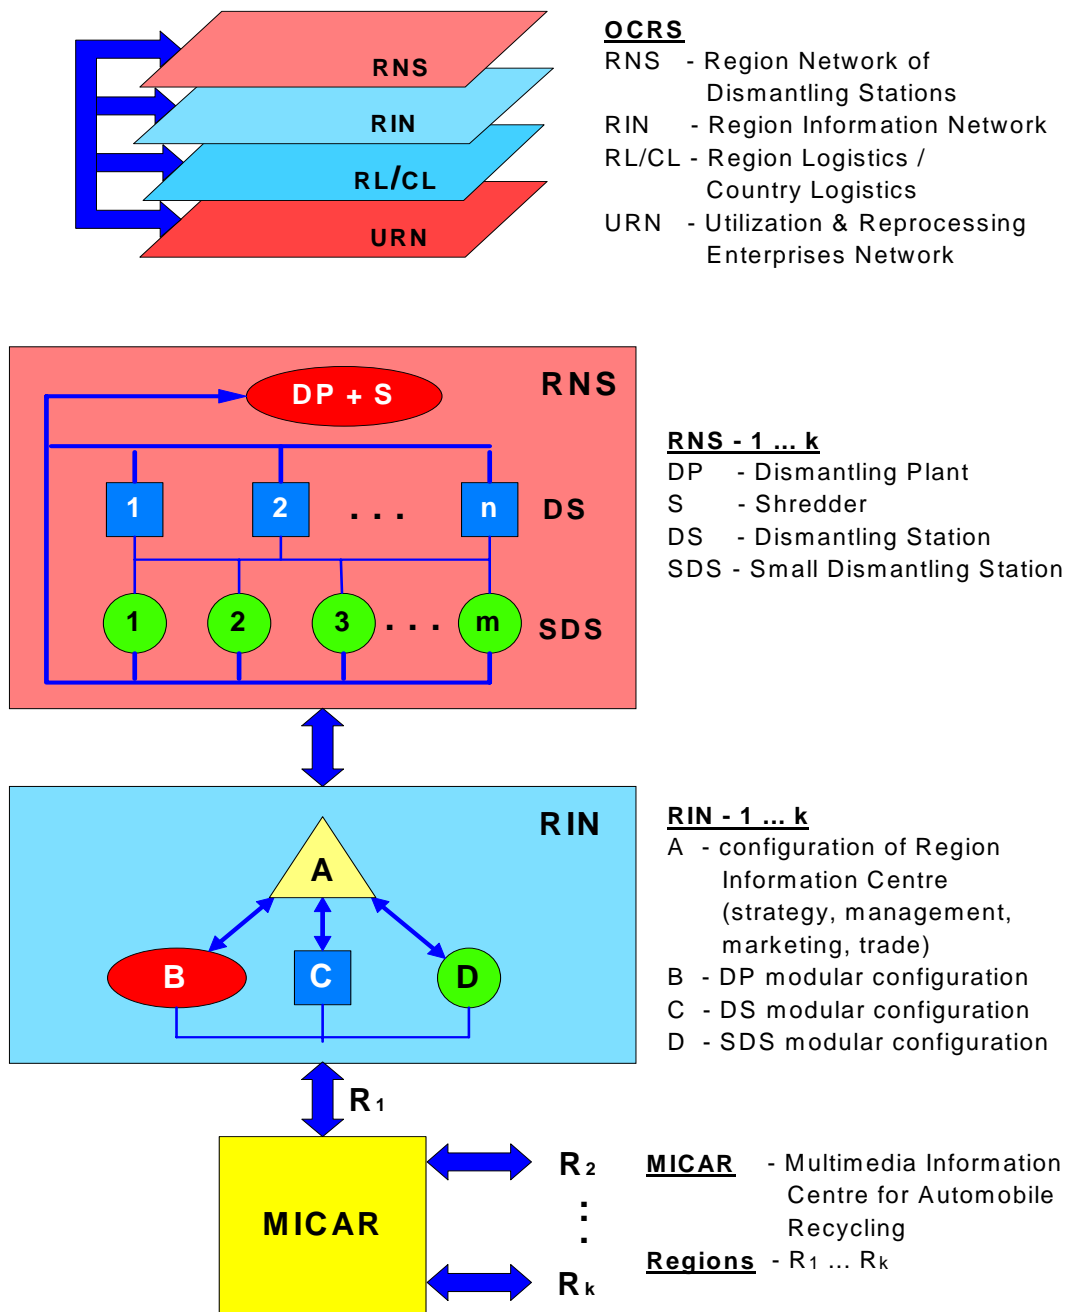 OCRS
RNS
RNS - Region Network of
Dismantling Stations
RIN
RIN - Region Information Network
RL/CL
RL/CL - Region Logistics /
Country Logistics
URN
URN - Utilization & Reprocessing
Enterprises Network
RNS
DP + S
1 2 . . . n DS
1 2 3 . . . m SDS
RNS - 1 ... k
DP - Dismantling Plant
S - Shredder
DS - Dismantling Station
SDS - Small Dismantling Station
RIN
A
B C D
RIN - 1 ... k
A - configuration of Region
Information Centre
(strategy, management,
marketing, trade)
B - DP modular configuration
C - DS modular configuration
D - SDS modular configuration
R1
MICAR
R2
Rk
MICAR - Multimedia Information
Centre for Automobile
Recycling
Regions - R1 ... Rk